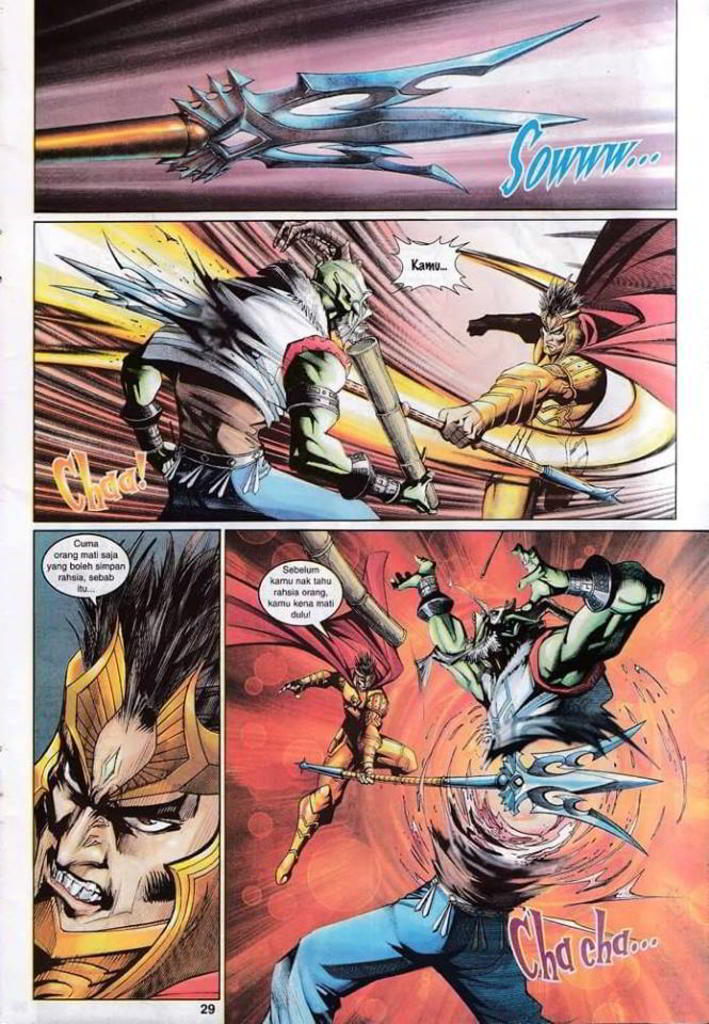 Sowww...
Kamu...
Chaa!
Cuma
orang mati saja
yang boleh simpan
rahsia, sebab
itu...
Sebelum
kamu nak tahu
rahsia orang,
kamu kena mati
dulu!
Cha cha...
29